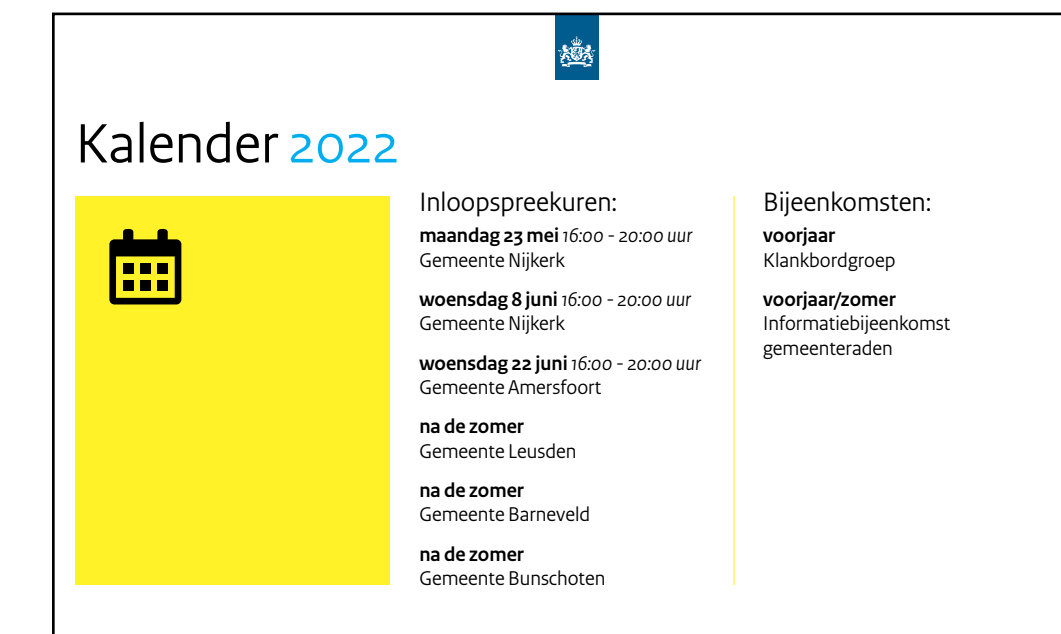 Kalender 2022
Inloopspreekuren:
maandag 23 mei 16:00 - 20:00 uur
Gemeente Nijkerk
woensdag 8 juni 16:00 - 20:00 uur
Gemeente Nijkerk
woensdag 22 juni 16:00 - 20:00 uur
Gemeente Amersfoort
na de zomer
Gemeente Leusden
na de zomer
Gemeente Barneveld
na de zomer
Gemeente Bunschoten
Bijeenkomsten:
voorjaar
Klankbordgroep
voorjaar/zomer
Informatiebijeenkomst
gemeenteraden